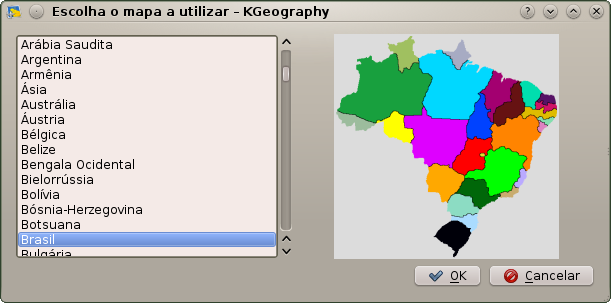 Escolha o mapa a utilizar – KGeography
Arábia Saudita
Argentina
Armênia
Ásia
Austrália
Áustria
Bélgica
Belize
Bengala Ocidental
Bielorrússia
Bolívia
Bósnia-Herzegovina
Botsuana
Brasil
Bulgária
OK
Cancelar